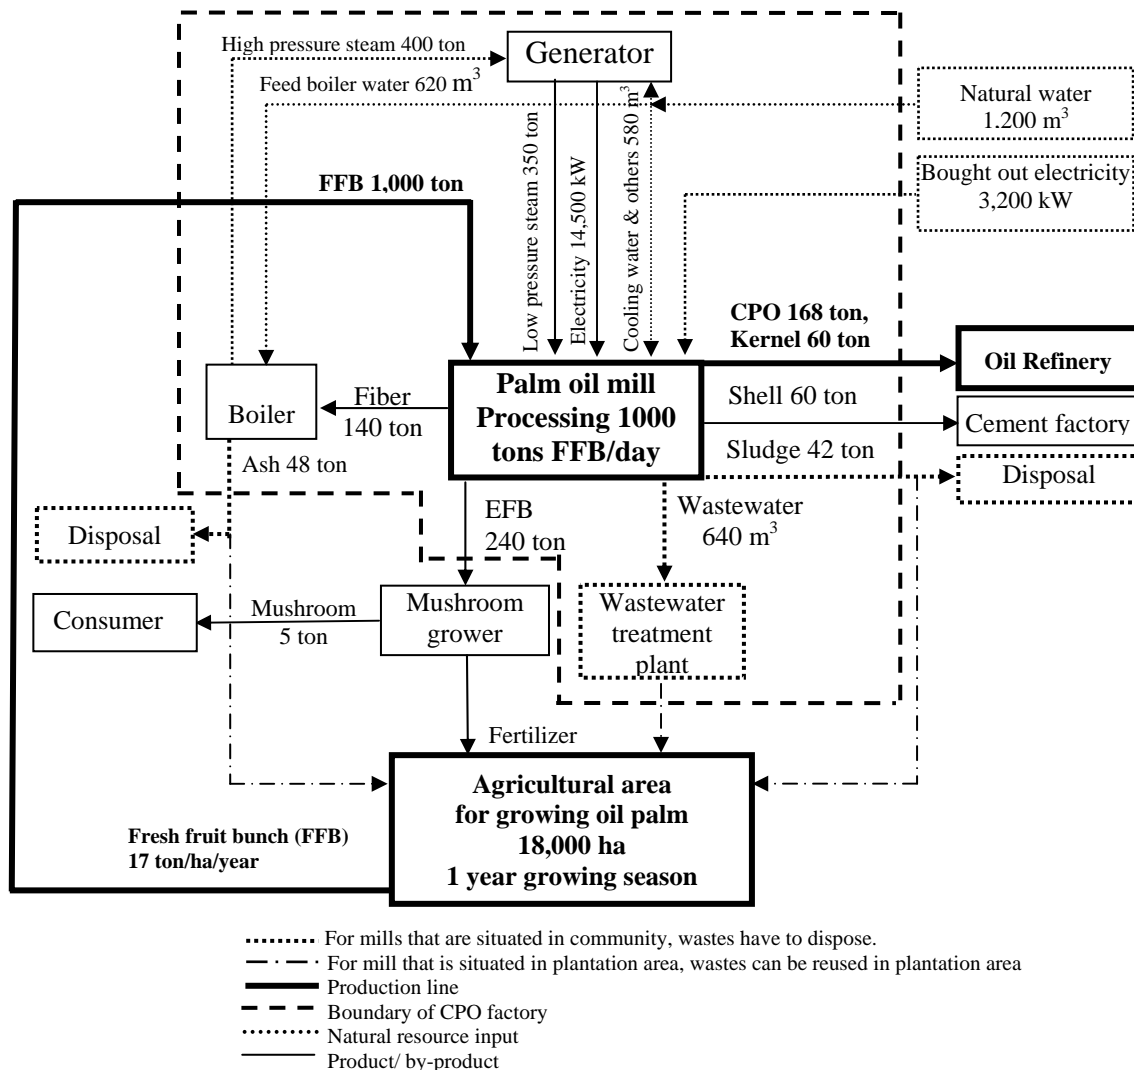 High pressure steam 400 ton
Generator
Feed boiler water 620 m³
Natural water
1.200 m³
Bought out electricity
3,200 kW
Low pressure steam 350 ton
Electricity 14,500 kW
Cooling water & others 580 m³
FFB 1,000 ton
CPO 168 ton,
Kernel 60 ton
Oil Refinery
Palm oil mill
Processing 1000
tons FFB/day
Boiler
Fiber
140 ton
Shell 60 ton
Cement factory
Sludge 42 ton
Disposal
Ash 48 ton
Disposal
EFB
240 ton
Wastewater
640 m³
Consumer
Mushroom
5 ton
Mushroom
grower
Wastewater
treatment
plant
Fertilizer
Agricultural area
for growing oil palm
18,000 ha
1 year growing season
Fresh fruit bunch (FFB)
17 ton/ha/year
For mills that are situated in community, wastes have to dispose.
For mill that is situated in plantation area, wastes can be reused in plantation area
Production line
Boundary of CPO factory
Natural resource input
Product/ by-product